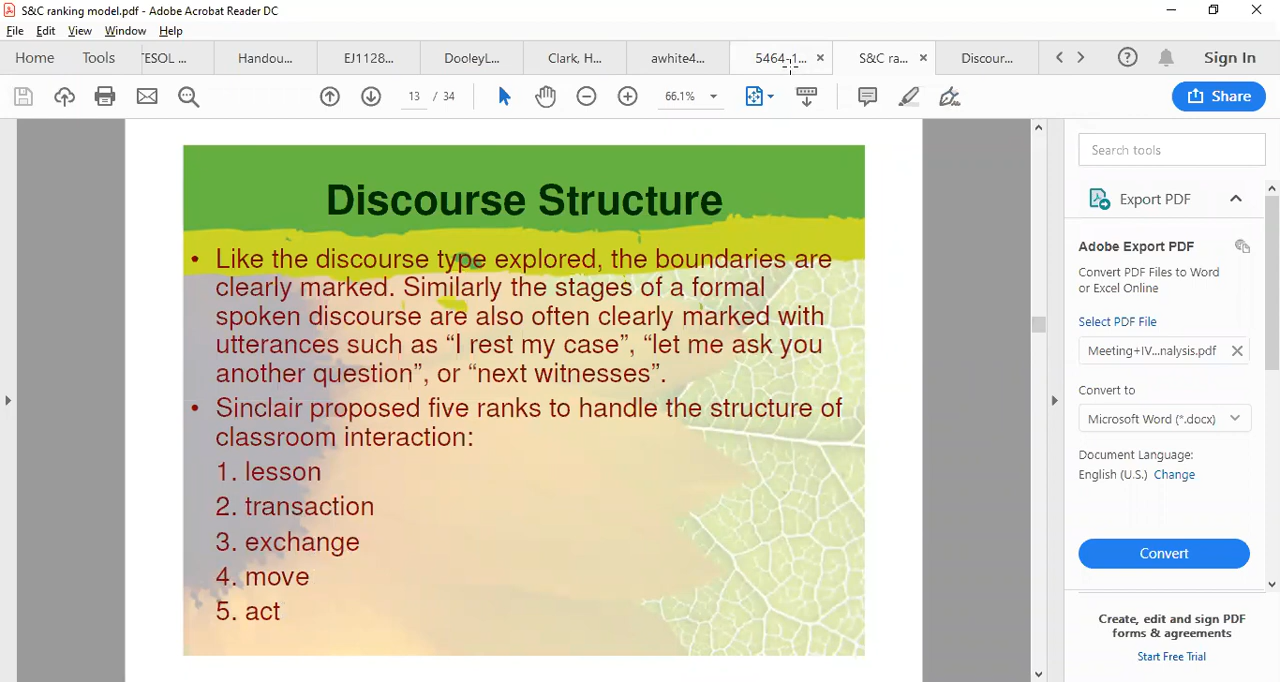 S&C ranking model.pdf - Adobe Acrobat Reader DC
File Edit View Window Help
Home Tools TESOL ... Handou... EJ1128... DooleyL... Clark, H... awhite4... 5464-1... S&C ra... Discour... Sign In
13 / 34 66.1% Share
Search tools
Export PDF
Adobe Export PDF
Convert PDF Files to Word
or Excel Online
Select PDF File
Meeting+IV...nalysis.pdf
Convert to
Microsoft Word (*.docx)
Document Language:
English (U.S.) Change
Convert
Create, edit and sign PDF
forms & agreements
Start Free Trial
Discourse Structure
• Like the discourse type explored, the boundaries are
clearly marked. Similarly the stages of a formal
spoken discourse are also often clearly marked with
utterances such as “I rest my case”, “let me ask you
another question”, or “next witnesses”.
• Sinclair proposed five ranks to handle the structure of
classroom interaction:
1. lesson
2. transaction
3. exchange
4. move
5. act